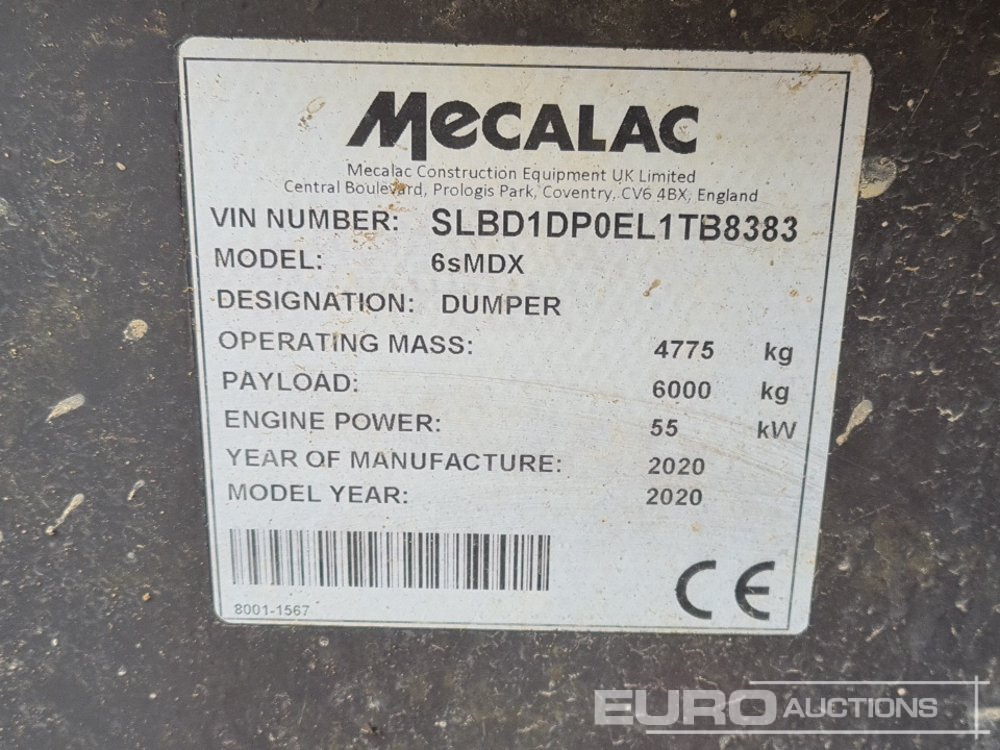 MECALAC
Mecalac Construction Equipment UK Limited
Central Boulevard, Prologis Park, Coventry, CV6 4BX, England
VIN NUMBER: SLBD1DP0EL1TB8383
MODEL: 6sMDX
DESIGNATION: DUMPER
OPERATING MASS: 4775 kg
PAYLOAD: 6000 kg
ENGINE POWER: 55 kW
YEAR OF MANUFACTURE: 2020
MODEL YEAR: 2020
8001-1567
CE
EURO AUCTIONS